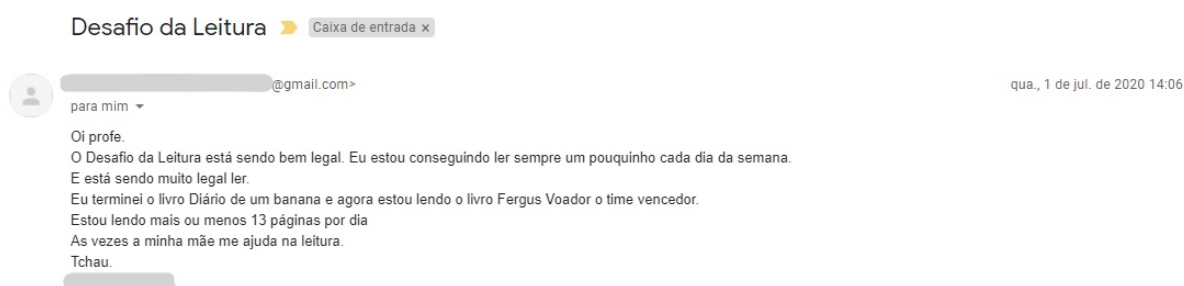 Desafio da Leitura Caixa de entrada x
@gmail.com> qua., 1 de jul. de 2020 14:06
para mim
Oi profe.
O Desafio da Leitura está sendo bem legal. Eu estou conseguindo ler sempre um pouquinho cada dia da semana.
E está sendo muito legal ler.
Eu terminei o livro Diário de um banana e agora estou lendo o livro Fergus Voador o time vencedor.
Estou lendo mais ou menos 13 páginas por dia
As vezes a minha mãe me ajuda na leitura.
Tchau.